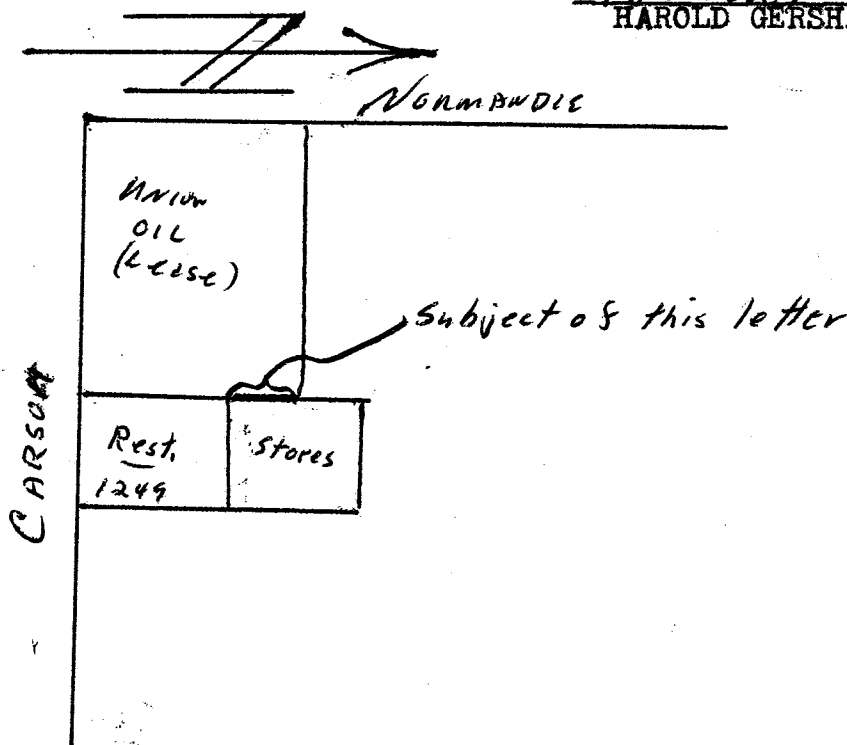 HAROLD GERSH
NORMANDIE
UNION
OIL
(Lease)
Subject of this letter
CARSON
Rest.
1249
Stores